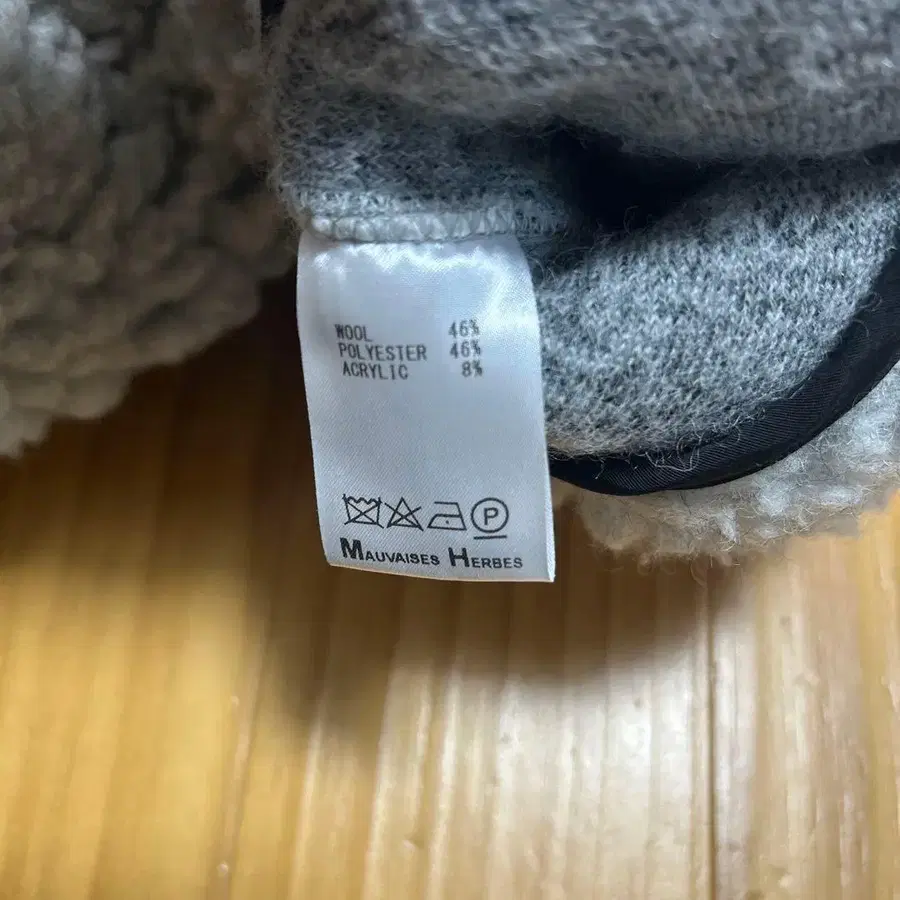 WOOL 46%
POLYESTER 46%
ACRYLIC 8%
P
MAUVAISES HERBES